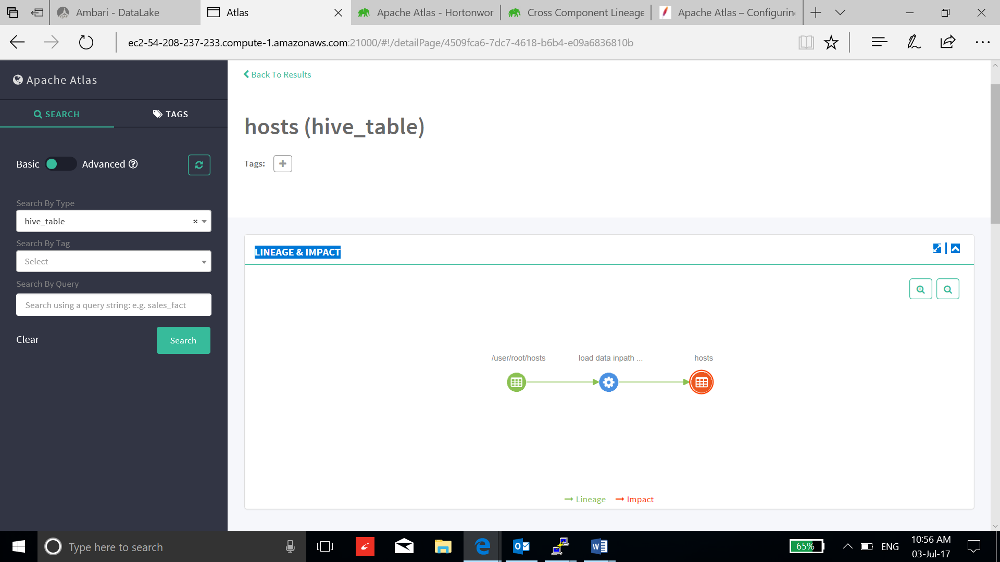 Ambari - DataLake
Atlas
Apache Atlas - Hortonwor
Cross Component Lineage
Apache Atlas – Configuring
ec2-54-208-237-233.compute-1.amazonaws.com:21000/#!/detailPage/4509fca6-7dc7-4618-b6b4-e09a6836810b
Apache Atlas
SEARCH
TAGS
Basic
Advanced
Search By Type
hive_table
Search By Tag
Select
Search By Query
Search using a query string: e.g. sales_fact
Clear
Search
Back To Results
hosts (hive_table)
Tags:
LINEAGE & IMPACT
/user/root/hosts
load data inpath ...
hosts
Lineage
Impact
Type here to search
65%
ENG
10:56 AM
03-Jul-17